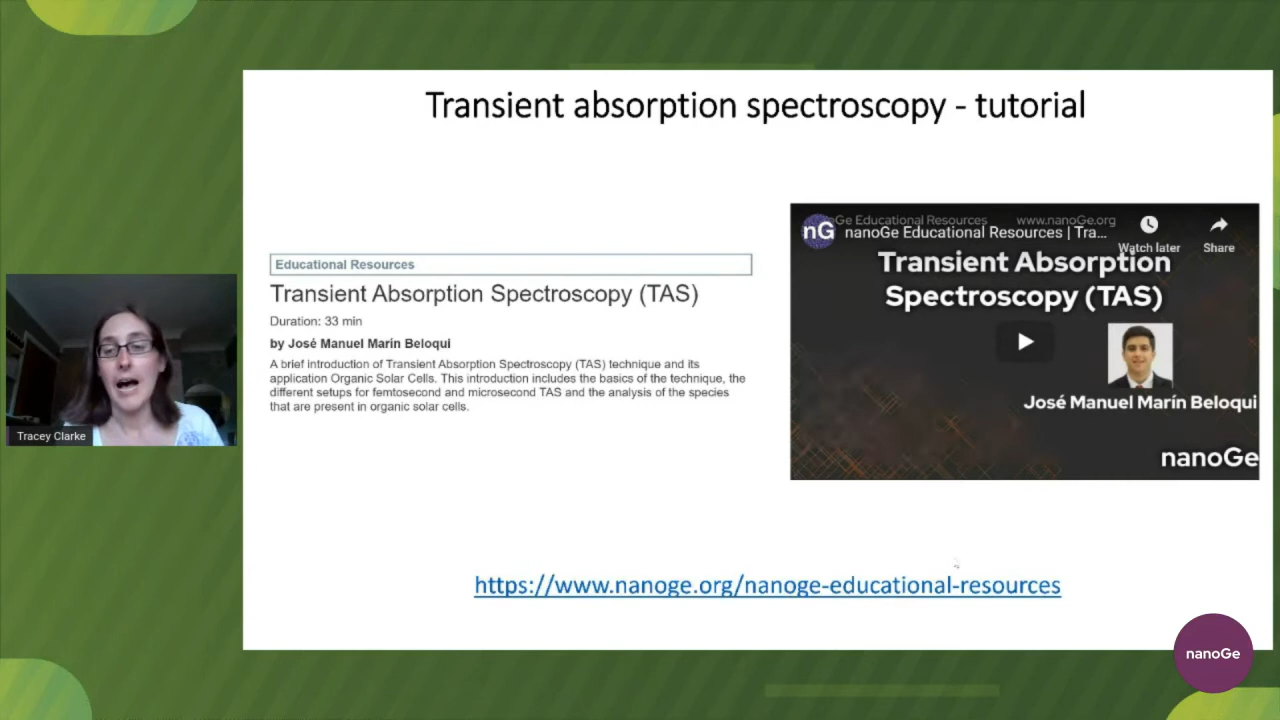 Transient absorption spectroscopy - tutorial
Educational Resources
Transient Absorption Spectroscopy (TAS)
Duration: 33 min
by José Manuel Marín Beloqui
A brief introduction of Transient Absorption Spectroscopy (TAS) technique and its
application Organic Solar Cells. This introduction includes the basics of the technique, the
different setups for femtosecond and microsecond TAS and the analysis of the species
that are present in organic solar cells.
oGe Educational Resources www.nanoGe.org
nG nanoGe Educational Resources | Tra...
Watch later Share
Transient Absorption
Spectroscopy (TAS)
José Manuel Marín Beloqui
nanoGe
Tracey Clarke
https://www.nanoge.org/nanoge-educational-resources
nanoGe